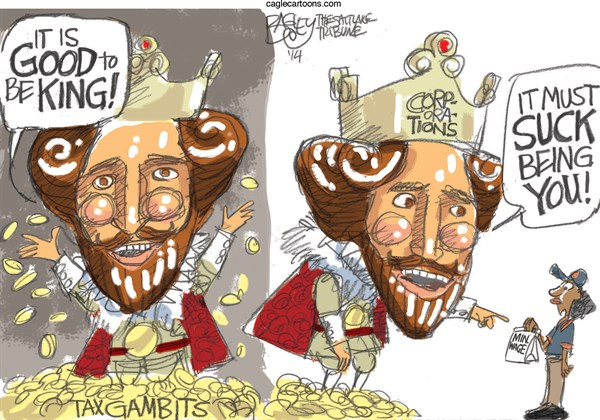 caglecartoons.com
BAGLEY THE SALT LAKE
TRIBUNE
'14
IT IS
GOOD to
BE KING!
TAX GAMBITS
CORP-
ORA-
TIONS
IT MUST
SUCK
BEING
YOU!
MIN.
WAGE